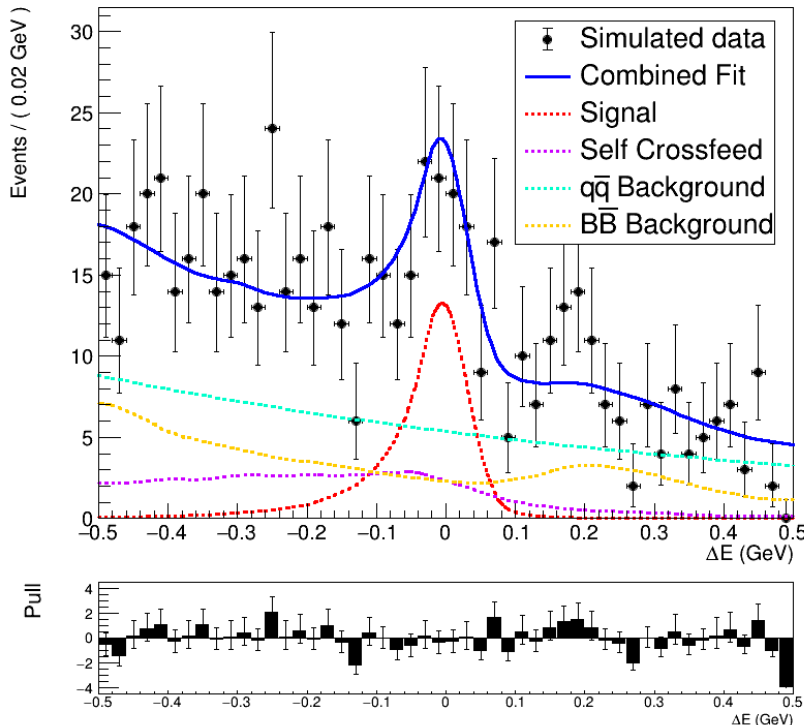 Events / ( 0.02 GeV )
30
25
20
15
10
5
0
Simulated data
Combined Fit
Signal
Self Crossfeed
qq̅ Background
BB̅ Background
−0.5 −0.4 −0.3 −0.2 −0.1 0 0.1 0.2 0.3 0.4 0.5
ΔE (GeV)
Pull
4
2
0
−2
−4
−0.5 −0.4 −0.3 −0.2 −0.1 0 0.1 0.2 0.3 0.4 0.5
ΔE (GeV)